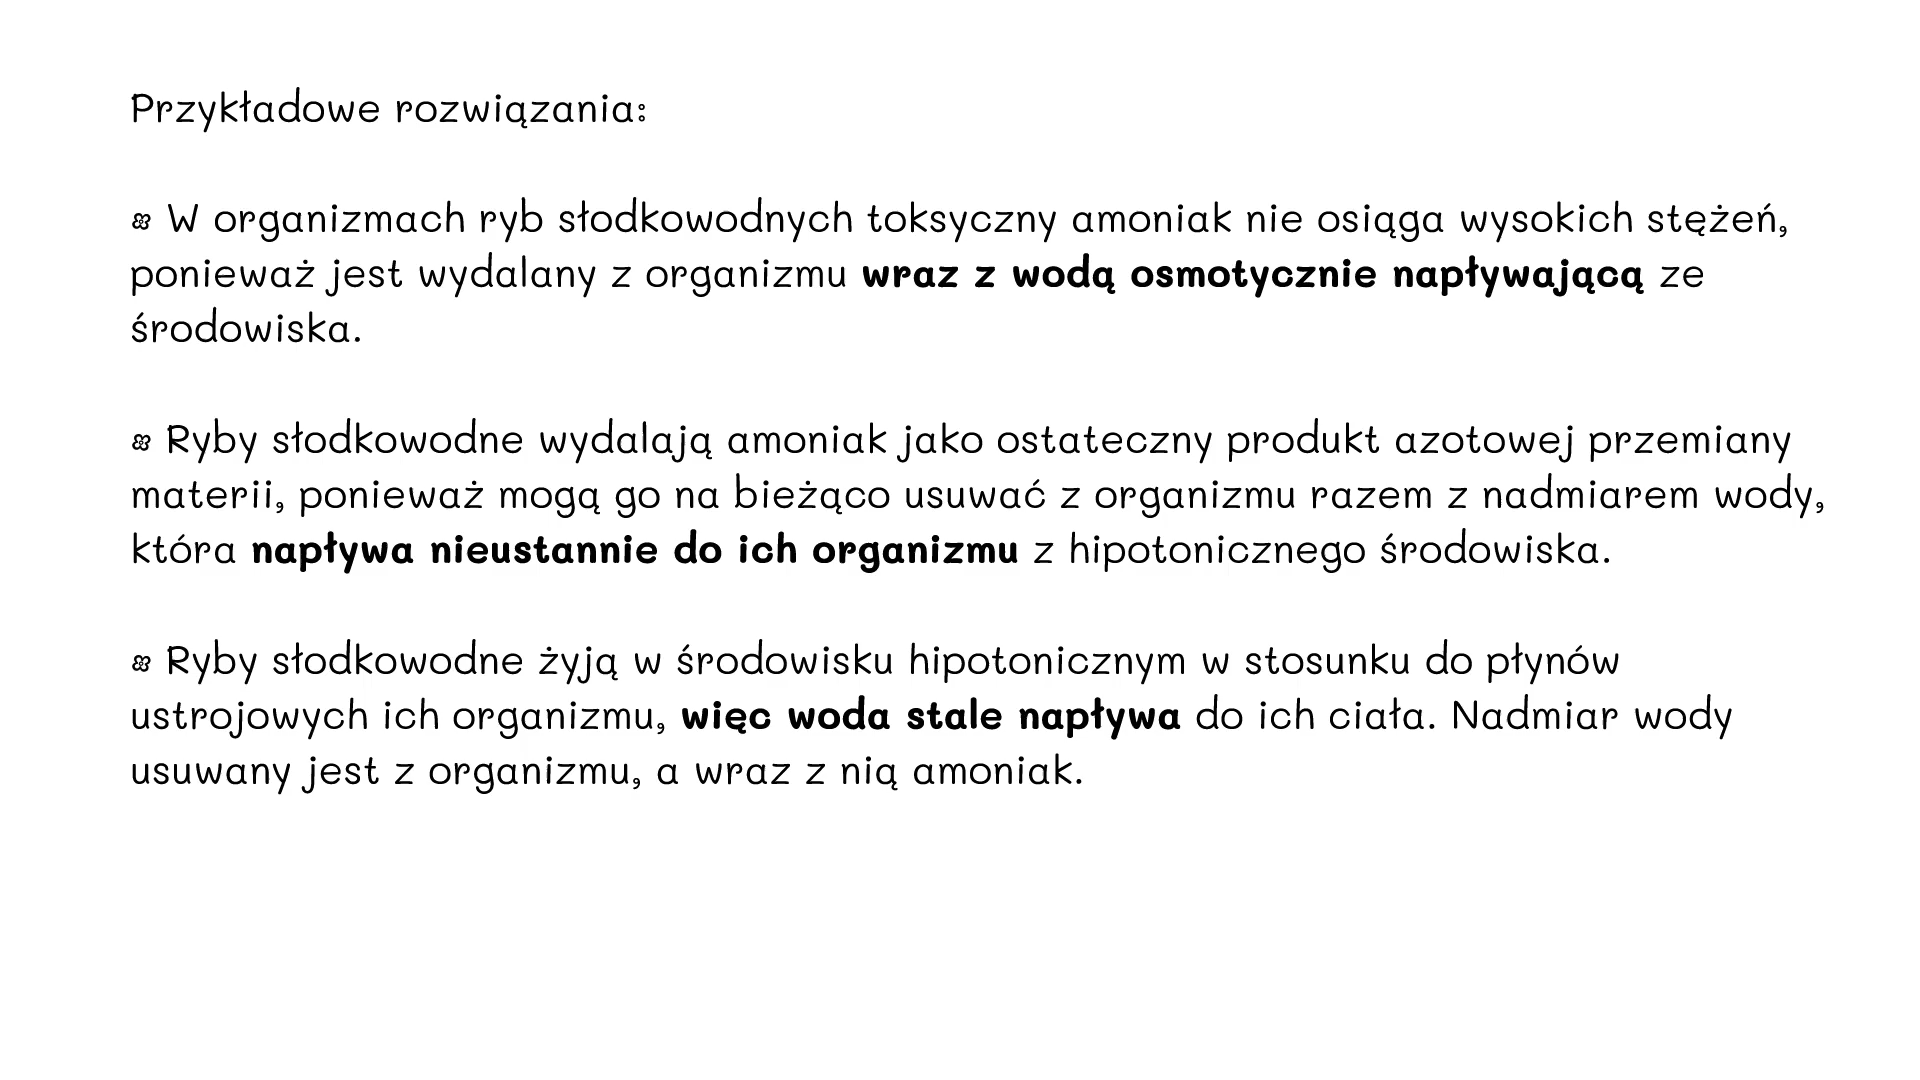 Przykładowe rozwiązania:
• W organizmach ryb słodkowodnych toksyczny amoniak nie osiąga wysokich stężeń,
ponieważ jest wydalany z organizmu wraz z wodą osmotycznie napływającą ze
środowiska.
• Ryby słodkowodne wydalają amoniak jako ostateczny produkt azotowej przemiany
materii, ponieważ mogą go na bieżąco usuwać z organizmu razem z nadmiarem wody,
która napływa nieustannie do ich organizmu z hipotonicznego środowiska.
• Ryby słodkowodne żyją w środowisku hipotonicznym w stosunku do płynów
ustrojowych ich organizmu, więc woda stale napływa do ich ciała. Nadmiar wody
usuwany jest z organizmu, a wraz z nią amoniak.